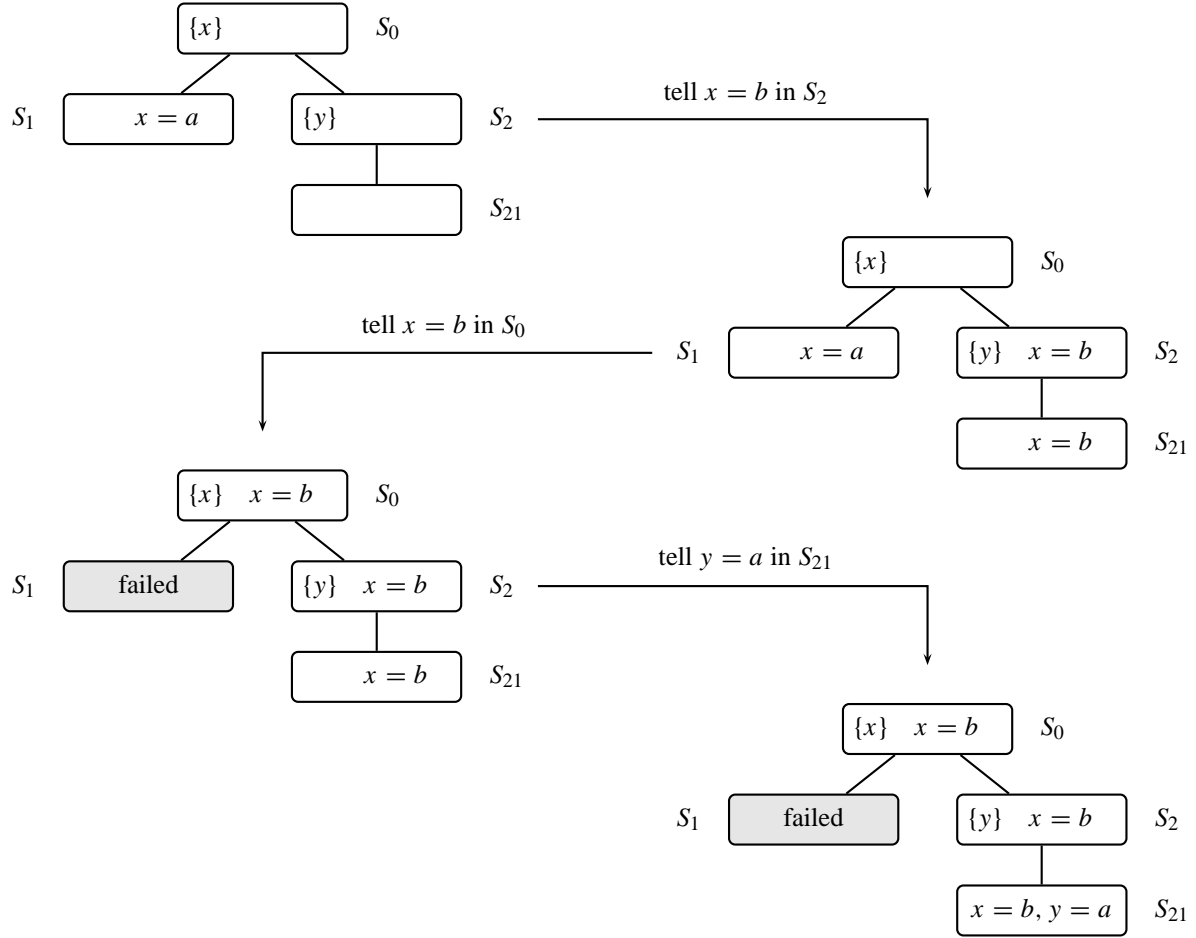 {x} S₀
S₁ x = a {y} S₂
tell x = b in S₂
S₂₁
{x} S₀
tell x = b in S₀
S₁ x = a {y} x = b S₂
x = b S₂₁
{x} x = b S₀
S₁ failed {y} x = b S₂
tell y = a in S₂₁
x = b S₂₁
{x} x = b S₀
S₁ failed {y} x = b S₂
x = b, y = a S₂₁